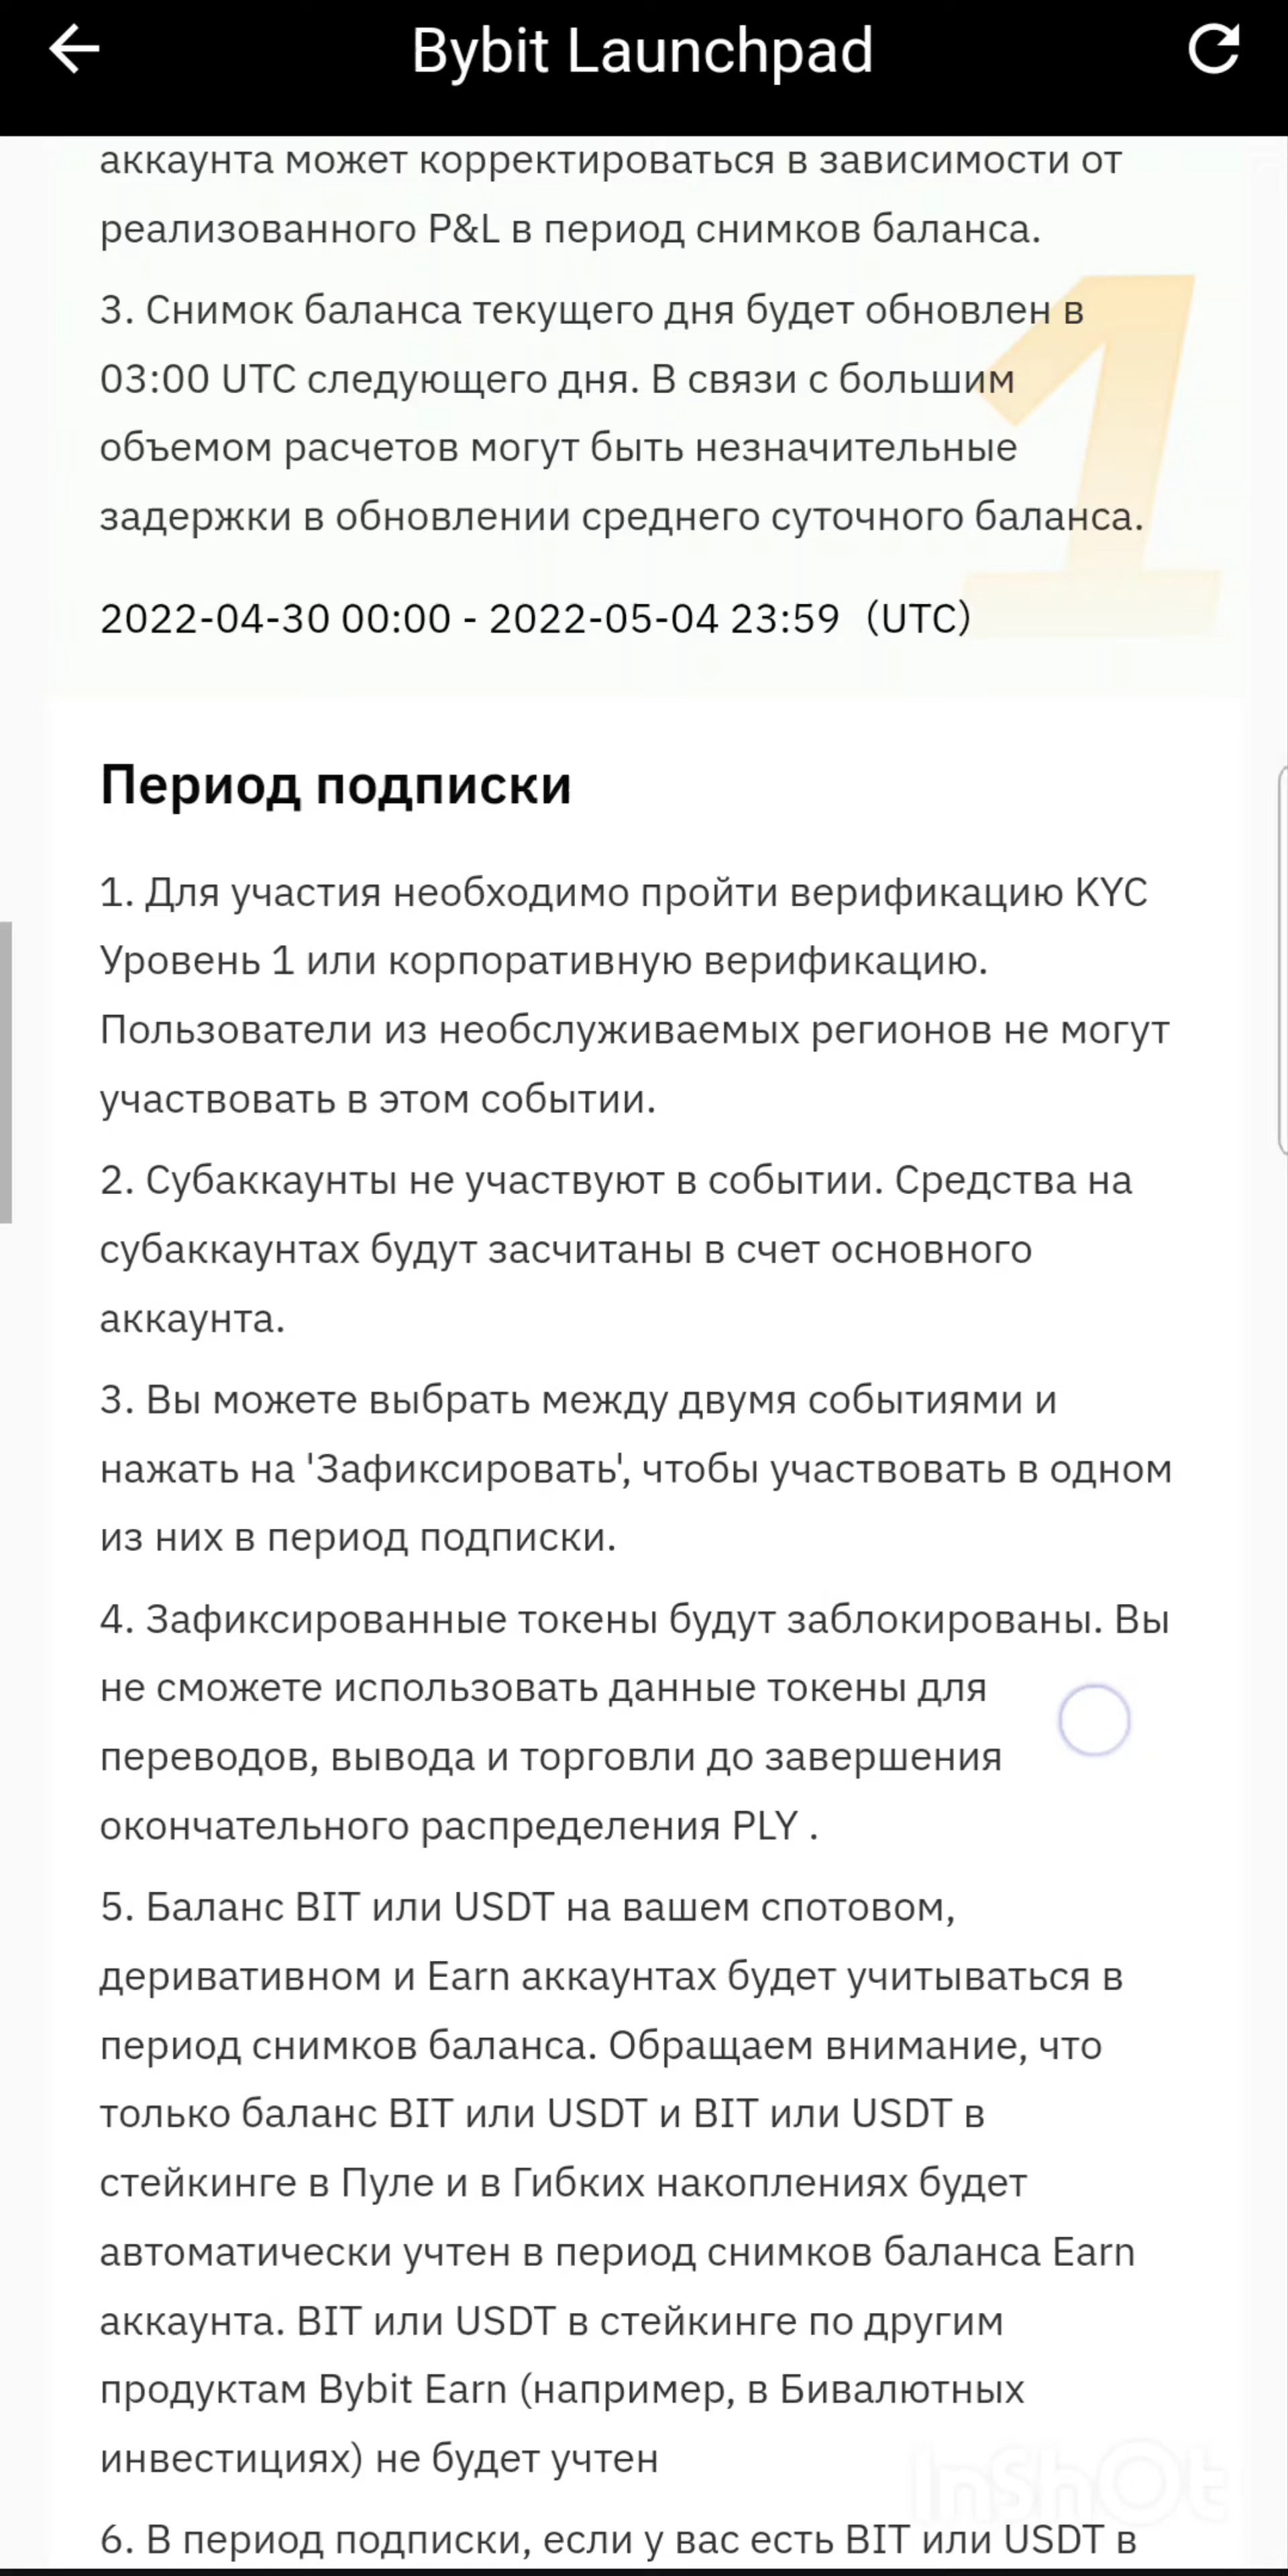 Bybit Launchpad
аккаунта может корректироваться в зависимости от
реализованного P&L в период снимков баланса.
3. Снимок баланса текущего дня будет обновлен в
03:00 UTC следующего дня. В связи с большим
объемом расчетов могут быть незначительные
задержки в обновлении среднего суточного баланса.
2022-04-30 00:00 - 2022-05-04 23:59 (UTC)
1
Период подписки
1. Для участия необходимо пройти верификацию KYC
Уровень 1 или корпоративную верификацию.
Пользователи из необслуживаемых регионов не могут
участвовать в этом событии.
2. Субаккаунты не участвуют в событии. Средства на
субаккаунтах будут засчитаны в счет основного
аккаунта.
3. Вы можете выбрать между двумя событиями и
нажать на 'Зафиксировать', чтобы участвовать в одном
из них в период подписки.
4. Зафиксированные токены будут заблокированы. Вы
не сможете использовать данные токены для
переводов, вывода и торговли до завершения
окончательного распределения PLY .
5. Баланс BIT или USDT на вашем спотовом,
деривативном и Earn аккаунтах будет учитываться в
период снимков баланса. Обращаем внимание, что
только баланс BIT или USDT и BIT или USDT в
стейкинге в Пуле и в Гибких накоплениях будет
автоматически учтен в период снимков баланса Earn
аккаунта. BIT или USDT в стейкинге по другим
продуктам Bybit Earn (например, в Бивалютных
инвестициях) не будет учтен
InShOt
6. В период подписки, если у вас есть BIT или USDT в